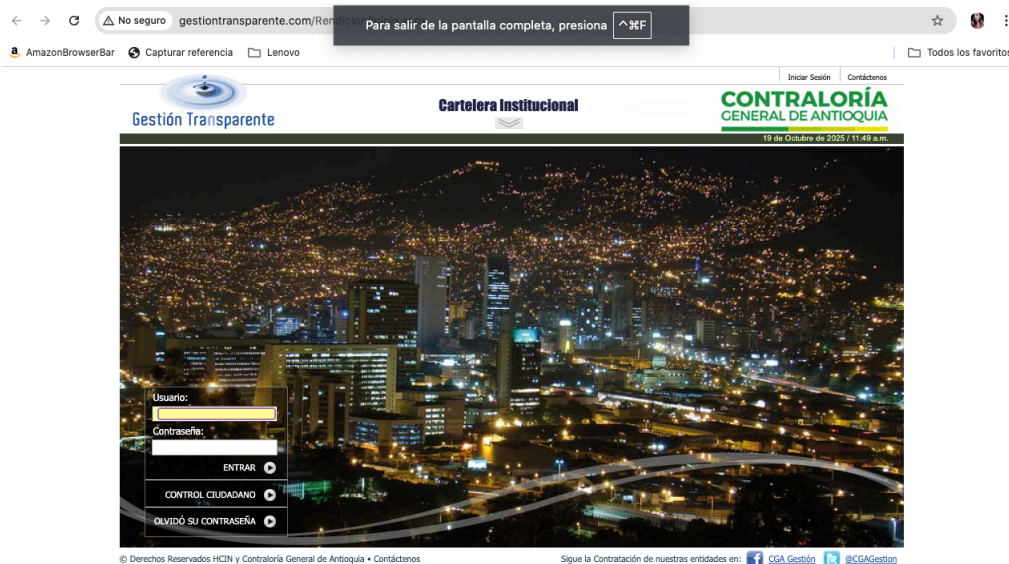 No seguro gestiontransparente.com/Ren
Para salir de la pantalla completa, presiona ^⌘F
AmazonBrowserBar Capturar referencia Lenovo Todos los favoritos
Iniciar Sesión Contáctenos
Gestión Transparente
Cartelera Institucional
CONTRALORÍA
GENERAL DE ANTIOQUIA
19 de Octubre de 2025 / 11:49 a.m.
Usuario:
Contraseña:
ENTRAR
CONTROL CIUDADANO
OLVIDÓ SU CONTRASEÑA
© Derechos Reservados HCIN y Contraloría General de Antioquia • Contáctenos
Sigue la Contratación de nuestras entidades en: CGA Gestión @CGAGestion